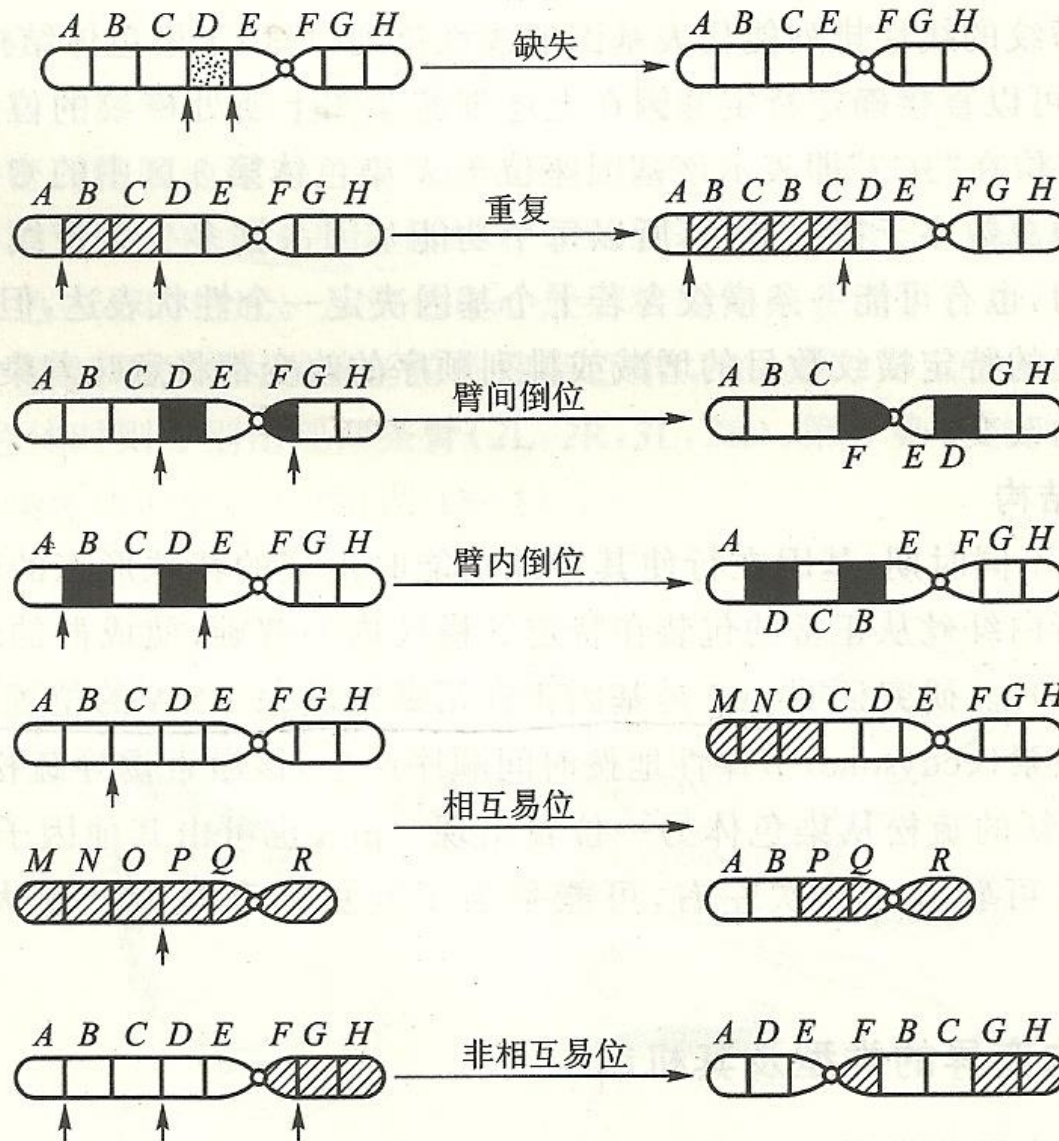 A B C D E F G H
缺失
A B C E F G H
A B C D E F G H
重复
A B C B C D E F G H
A B C D E F G H
臂间倒位
A B C G H
F E D
A B C D E F G H
臂内倒位
A E F G H
D C B
A B C D E F G H
M N O C D E F G H
相互易位
M N O P Q R
A B P Q R
A B C D E F G H
非相互易位
A D E F B C G H